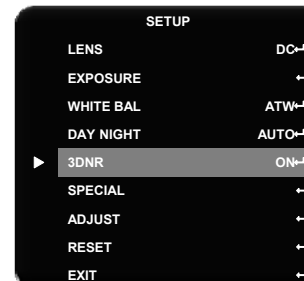 SETUP
LENS DC↵
EXPOSURE ↵
WHITE BAL ATW↵
DAY NIGHT AUTO↵
▶ 3DNR ON↵
SPECIAL ↵
ADJUST ↵
RESET ↵
EXIT ↵